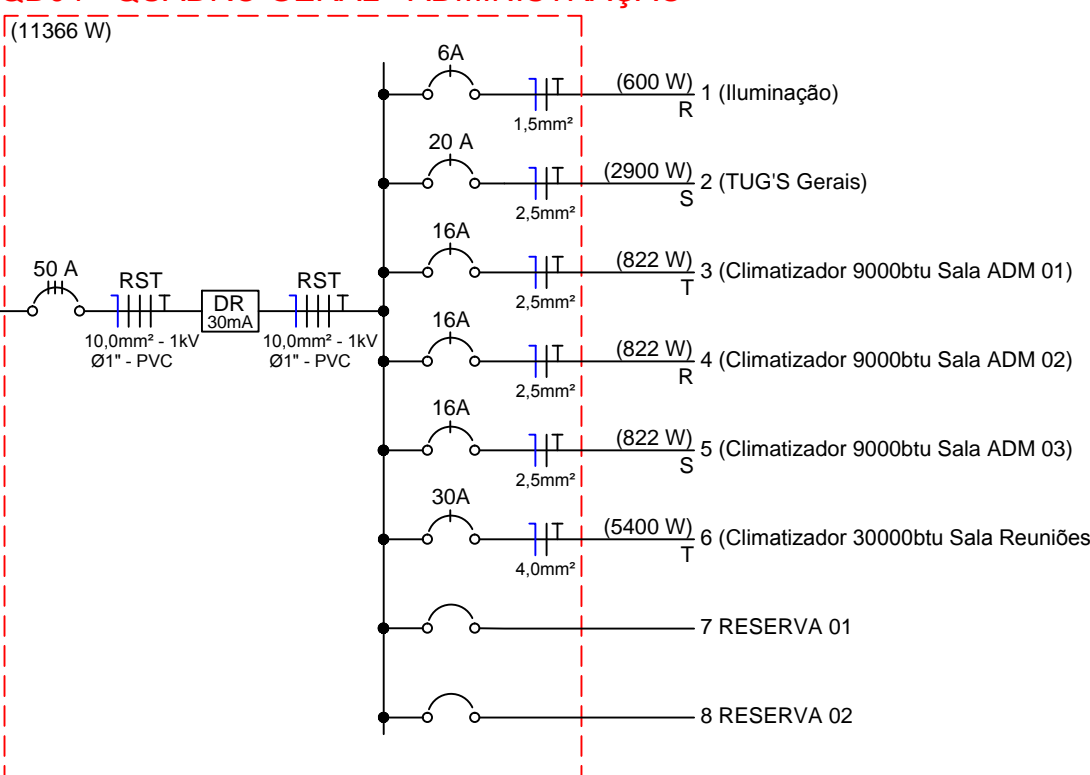 (11366 W)
50 A
RST
T
10,0mm² - 1kV
Ø1" - PVC
DR
30mA
RST
T
10,0mm² - 1kV
Ø1" - PVC
6A
T
1,5mm²
(600 W)
R
1 (Iluminação)
20 A
T
2,5mm²
(2900 W)
S
2 (TUG'S Gerais)
16A
T
2,5mm²
(822 W)
T
3 (Climatizador 9000btu Sala ADM 01)
16A
T
2,5mm²
(822 W)
R
4 (Climatizador 9000btu Sala ADM 02)
16A
T
2,5mm²
(822 W)
S
5 (Climatizador 9000btu Sala ADM 03)
30A
T
4,0mm²
(5400 W)
T
6 (Climatizador 30000btu Sala Reuniões
7 RESERVA 01
8 RESERVA 02